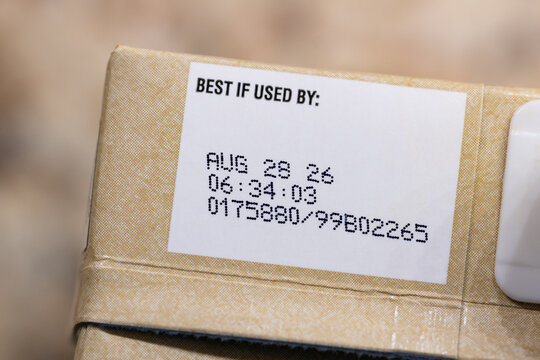 BEST IF USED BY:
AUG 28 26
06:34:03
0175880/99B02265